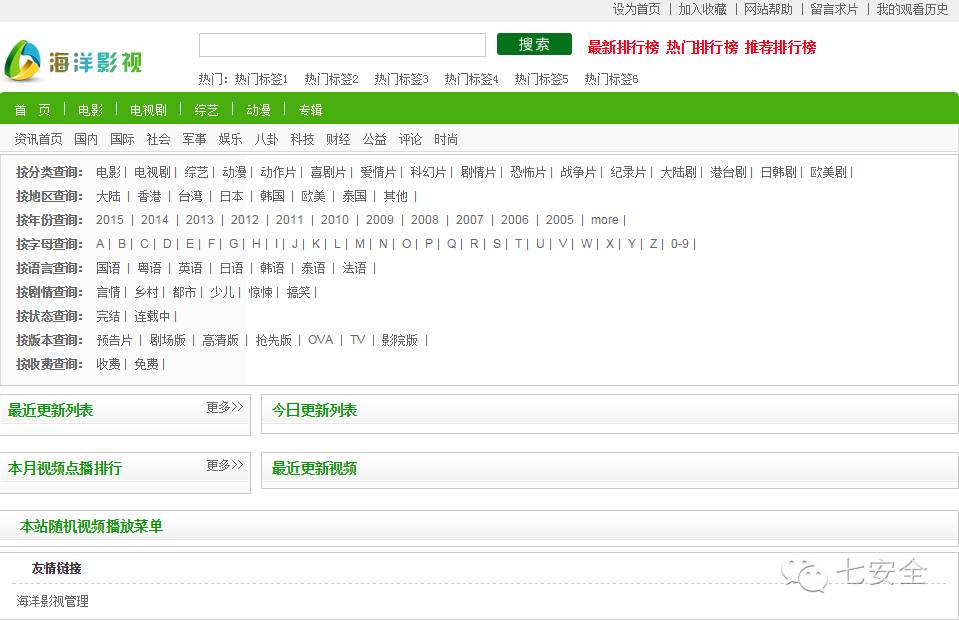 设为首页 | 加入收藏 | 网站帮助 | 留言求片 | 我的观看历史
海洋影视
搜索
最新排行榜 热门排行榜 推荐排行榜
热门： 热门标签1 热门标签2 热门标签3 热门标签4 热门标签5 热门标签6
首 页 | 电影 | 电视剧 | 综艺 | 动漫 | 专辑
资讯首页 国内 国际 社会 军事 娱乐 八卦 科技 财经 公益 评论 时尚
按分类查询： 电影 | 电视剧 | 综艺 | 动漫 | 动作片 | 喜剧片 | 爱情片 | 科幻片 | 剧情片 | 恐怖片 | 战争片 | 纪录片 | 大陆剧 | 港台剧 | 日韩剧 | 欧美剧 |
按地区查询： 大陆 | 香港 | 台湾 | 日本 | 韩国 | 欧美 | 泰国 | 其他 |
按年份查询： 2015 | 2014 | 2013 | 2012 | 2011 | 2010 | 2009 | 2008 | 2007 | 2006 | 2005 | more |
按字母查询： A | B | C | D | E | F | G | H | I | J | K | L | M | N | O | P | Q | R | S | T | U | V | W | X | Y | Z | 0-9 |
按语言查询： 国语 | 粤语 | 英语 | 日语 | 韩语 | 泰语 | 法语 |
按剧情查询： 言情 | 乡村 | 都市 | 少儿 | 惊悚 | 搞笑 |
按状态查询： 完结 | 连载中 |
按版本查询： 预告片 | 剧场版 | 高清版 | 抢先版 | OVA | TV | 影院版 |
按收费查询： 收费 | 免费 |
最近更新列表 更多>> 今日更新列表
本月视频点播排行 更多>> 最近更新视频
本站随机视频播放菜单
友情链接
七安全
海洋影视管理